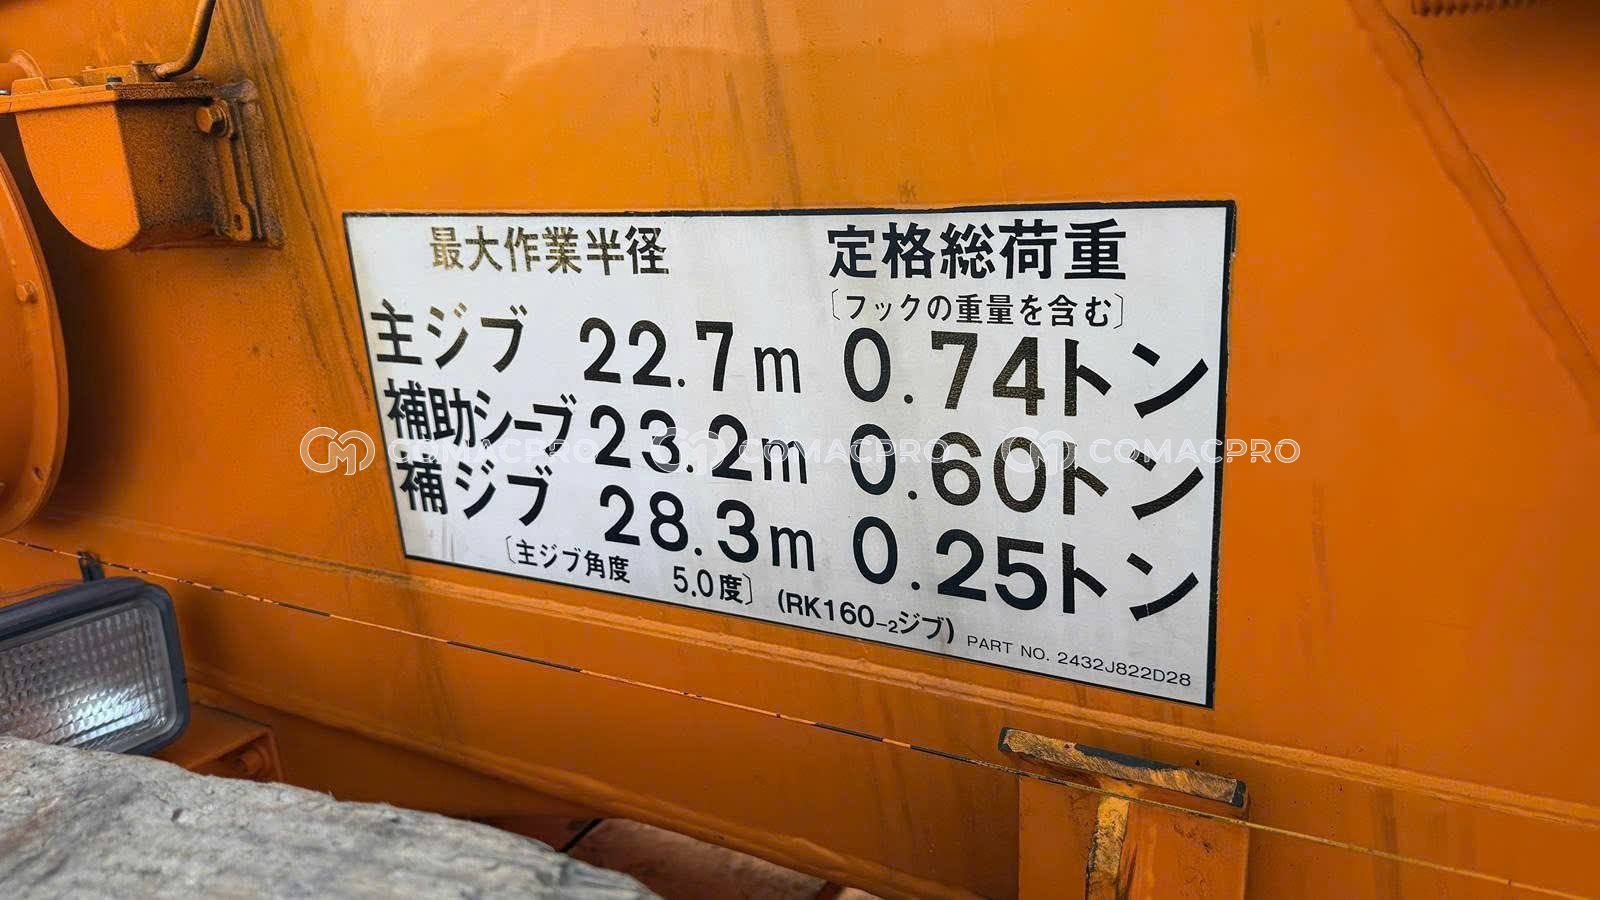 最大作業半径 定格総荷重
〔フックの重量を含む〕
主ジブ 22.7m 0.74トン
補助シーブ 23.2m 0.60トン
補ジブ 28.3m 0.25トン
〔主ジブ角度 5.0度〕 (RK160-2ジブ)
PART NO. 2432J822D28
COMACPRO COMACPRO COMACPRO